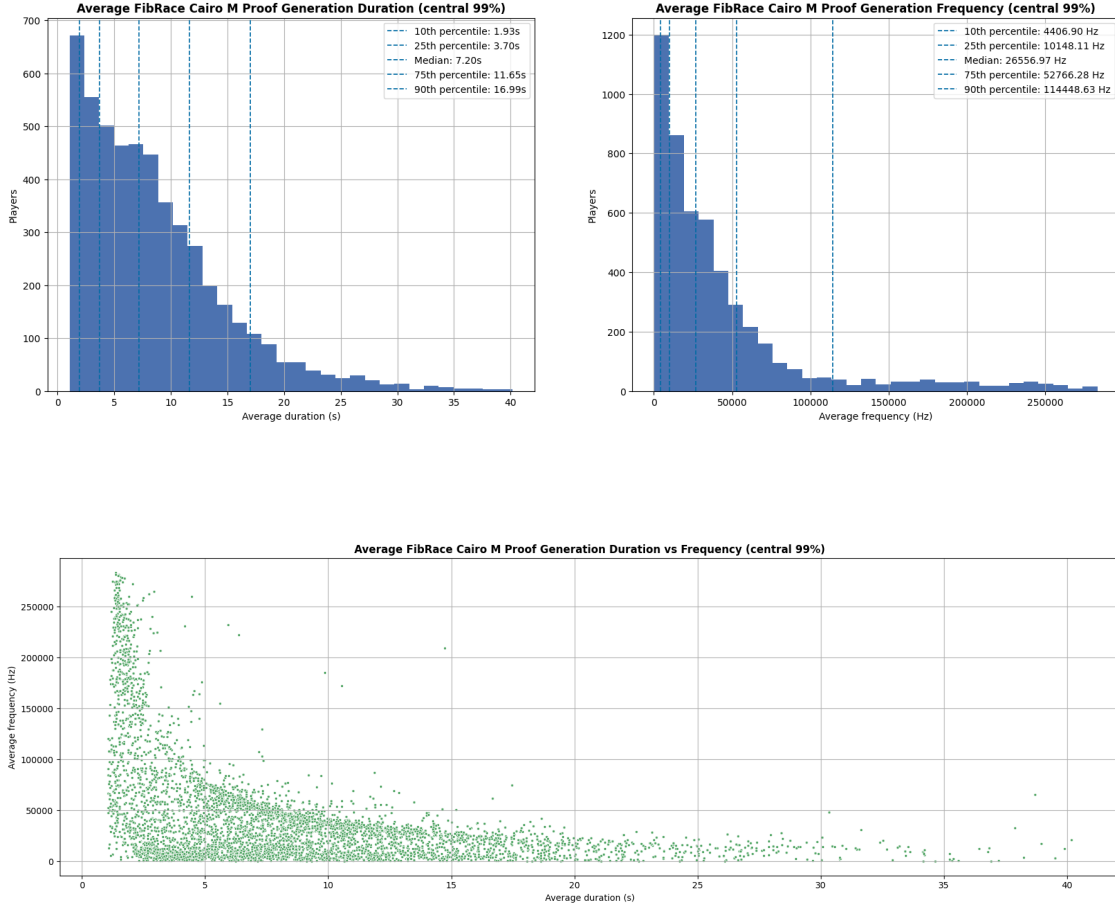 Average FibRace Cairo M Proof Generation Duration (central 99%)
700
600
500
400
300
200
100
0
Players
0 5 10 15 20 25 30 35 40
Average duration (s)
10th percentile: 1.93s
25th percentile: 3.70s
Median: 7.20s
75th percentile: 11.65s
90th percentile: 16.99s
Average FibRace Cairo M Proof Generation Frequency (central 99%)
1200
1000
800
600
400
200
0
Players
0 50000 100000 150000 200000 250000
Average frequency (Hz)
10th percentile: 4406.90 Hz
25th percentile: 10148.11 Hz
Median: 26556.97 Hz
75th percentile: 52766.28 Hz
90th percentile: 114448.63 Hz
Average FibRace Cairo M Proof Generation Duration vs Frequency (central 99%)
250000
200000
150000
100000
50000
0
Average frequency (Hz)
0 5 10 15 20 25 30 35 40
Average duration (s)